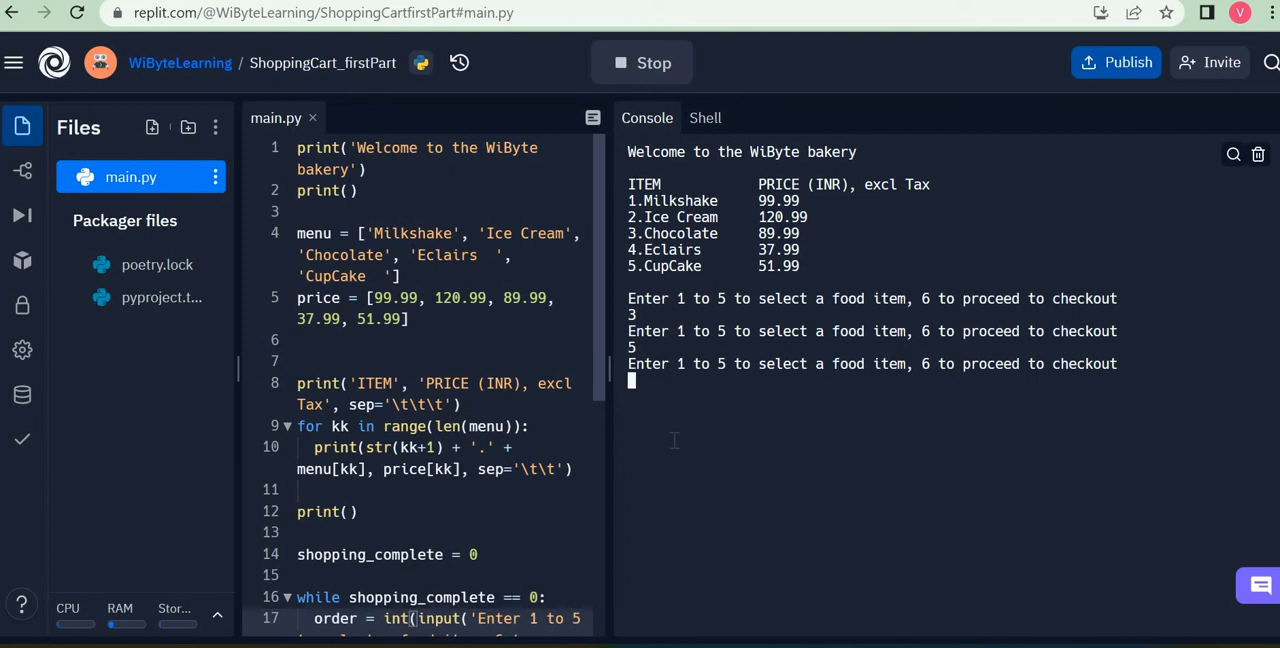 replit.com/@WiByteLearning/ShoppingCartfirstPart#main.py
V
WiByteLearning / ShoppingCart_firstPart
Stop
Publish
Invite
Files
main.py
Packager files
poetry.lock
pyproject.t...
CPU
RAM
Stor...
?
main.py ×
1 print('Welcome to the WiByte
bakery')
2 print()
3
4 menu = ['Milkshake', 'Ice Cream',
'Chocolate', 'Eclairs  ',
'CupCake  ']
5 price = [99.99, 120.99, 89.99,
37.99, 51.99]
6
7
8 print('ITEM', 'PRICE (INR), excl
Tax', sep='\t\t\t')
9 for kk in range(len(menu)):
10 print(str(kk+1) + '.' +
menu[kk], price[kk], sep='\t\t')
11
12 print()
13
14 shopping_complete = 0
15
16 while shopping_complete == 0:
17 order = int(input('Enter 1 to 5
Console Shell
Welcome to the WiByte bakery
ITEM PRICE (INR), excl Tax
1.Milkshake 99.99
2.Ice Cream 120.99
3.Chocolate 89.99
4.Eclairs 37.99
5.CupCake 51.99
Enter 1 to 5 to select a food item, 6 to proceed to checkout
3
Enter 1 to 5 to select a food item, 6 to proceed to checkout
5
Enter 1 to 5 to select a food item, 6 to proceed to checkout